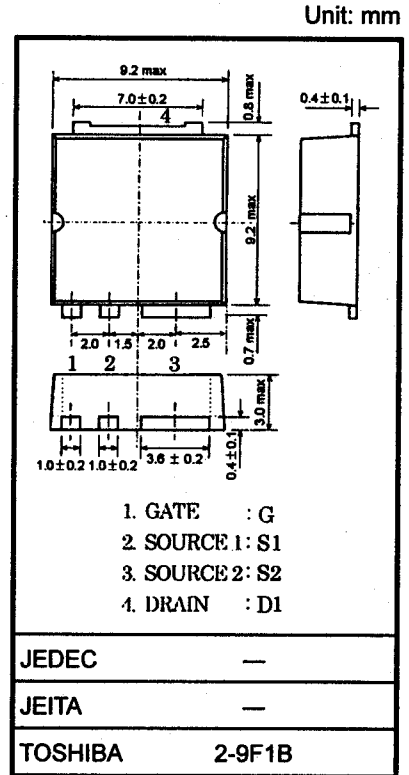 Unit: mm
9.2 max
7.0±0.2
4
0.8 max
0.4±0.1
9.2 max
2.0 1.5 2.0 2.5
0.7 max
1 2 3
3.0 max
1.0±0.2 1.0±0.2 3.6 ± 0.2
0.4±0.1
1. GATE : G
2. SOURCE 1: S1
3. SOURCE 2: S2
4. DRAIN : D1
JEDEC —
JEITA —
TOSHIBA 2-9F1B